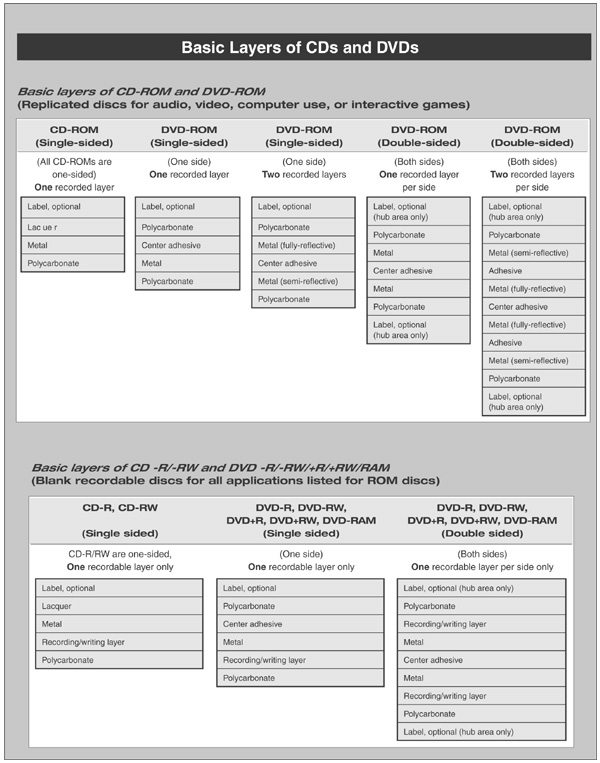 Basic Layers of CDs and DVDs
Basic layers of CD-ROM and DVD-ROM
(Replicated discs for audio, video, computer use, or interactive games)
CD-ROM
(Single-sided)
(All CD-ROMs are
one-sided)
One recorded layer
Label, optional
Lac ue r
Metal
Polycarbonate
DVD-ROM
(Single-sided)
(One side)
One recorded layer
Label, optional
Polycarbonate
Center adhesive
Metal
Polycarbonate
DVD-ROM
(Single-sided)
(One side)
Two recorded layers
Label, optional
Polycarbonate
Metal (fully-reflective)
Center adhesive
Metal (semi-reflective)
Polycarbonate
DVD-ROM
(Double-sided)
(Both sides)
One recorded layer
per side
Label, optional
(hub area only)
Polycarbonate
Metal
Center adhesive
Metal
Polycarbonate
Label, optional
(hub area only)
DVD-ROM
(Double-sided)
(Both sides)
Two recorded layers
per side
Label, optional
(hub area only)
Polycarbonate
Metal (semi-reflective)
Adhesive
Metal (fully-reflective)
Center adhesive
Metal (fully-reflective)
Adhesive
Metal (semi-reflective)
Polycarbonate
Label, optional
(hub area only)
Basic layers of CD -R/-RW and DVD -R/-RW/+R/+RW/RAM
(Blank recordable discs for all applications listed for ROM discs)
CD-R, CD-RW
(Single sided)
CD-R/RW are one-sided,
One recordable layer only
Label, optional
Lacquer
Metal
Recording/writing layer
Polycarbonate
DVD-R, DVD-RW,
DVD+R, DVD+RW, DVD-RAM
(Single sided)
(One side)
One recordable layer only
Label, optional
Polycarbonate
Center adhesive
Metal
Recording/writing layer
Polycarbonate
DVD-R, DVD-RW,
DVD+R, DVD+RW, DVD-RAM
(Double sided)
(Both sides)
One recordable layer per side only
Label, optional (hub area only)
Polycarbonate
Recording/writing layer
Metal
Center adhesive
Metal
Recording/writing layer
Polycarbonate
Label, optional (hub area only)